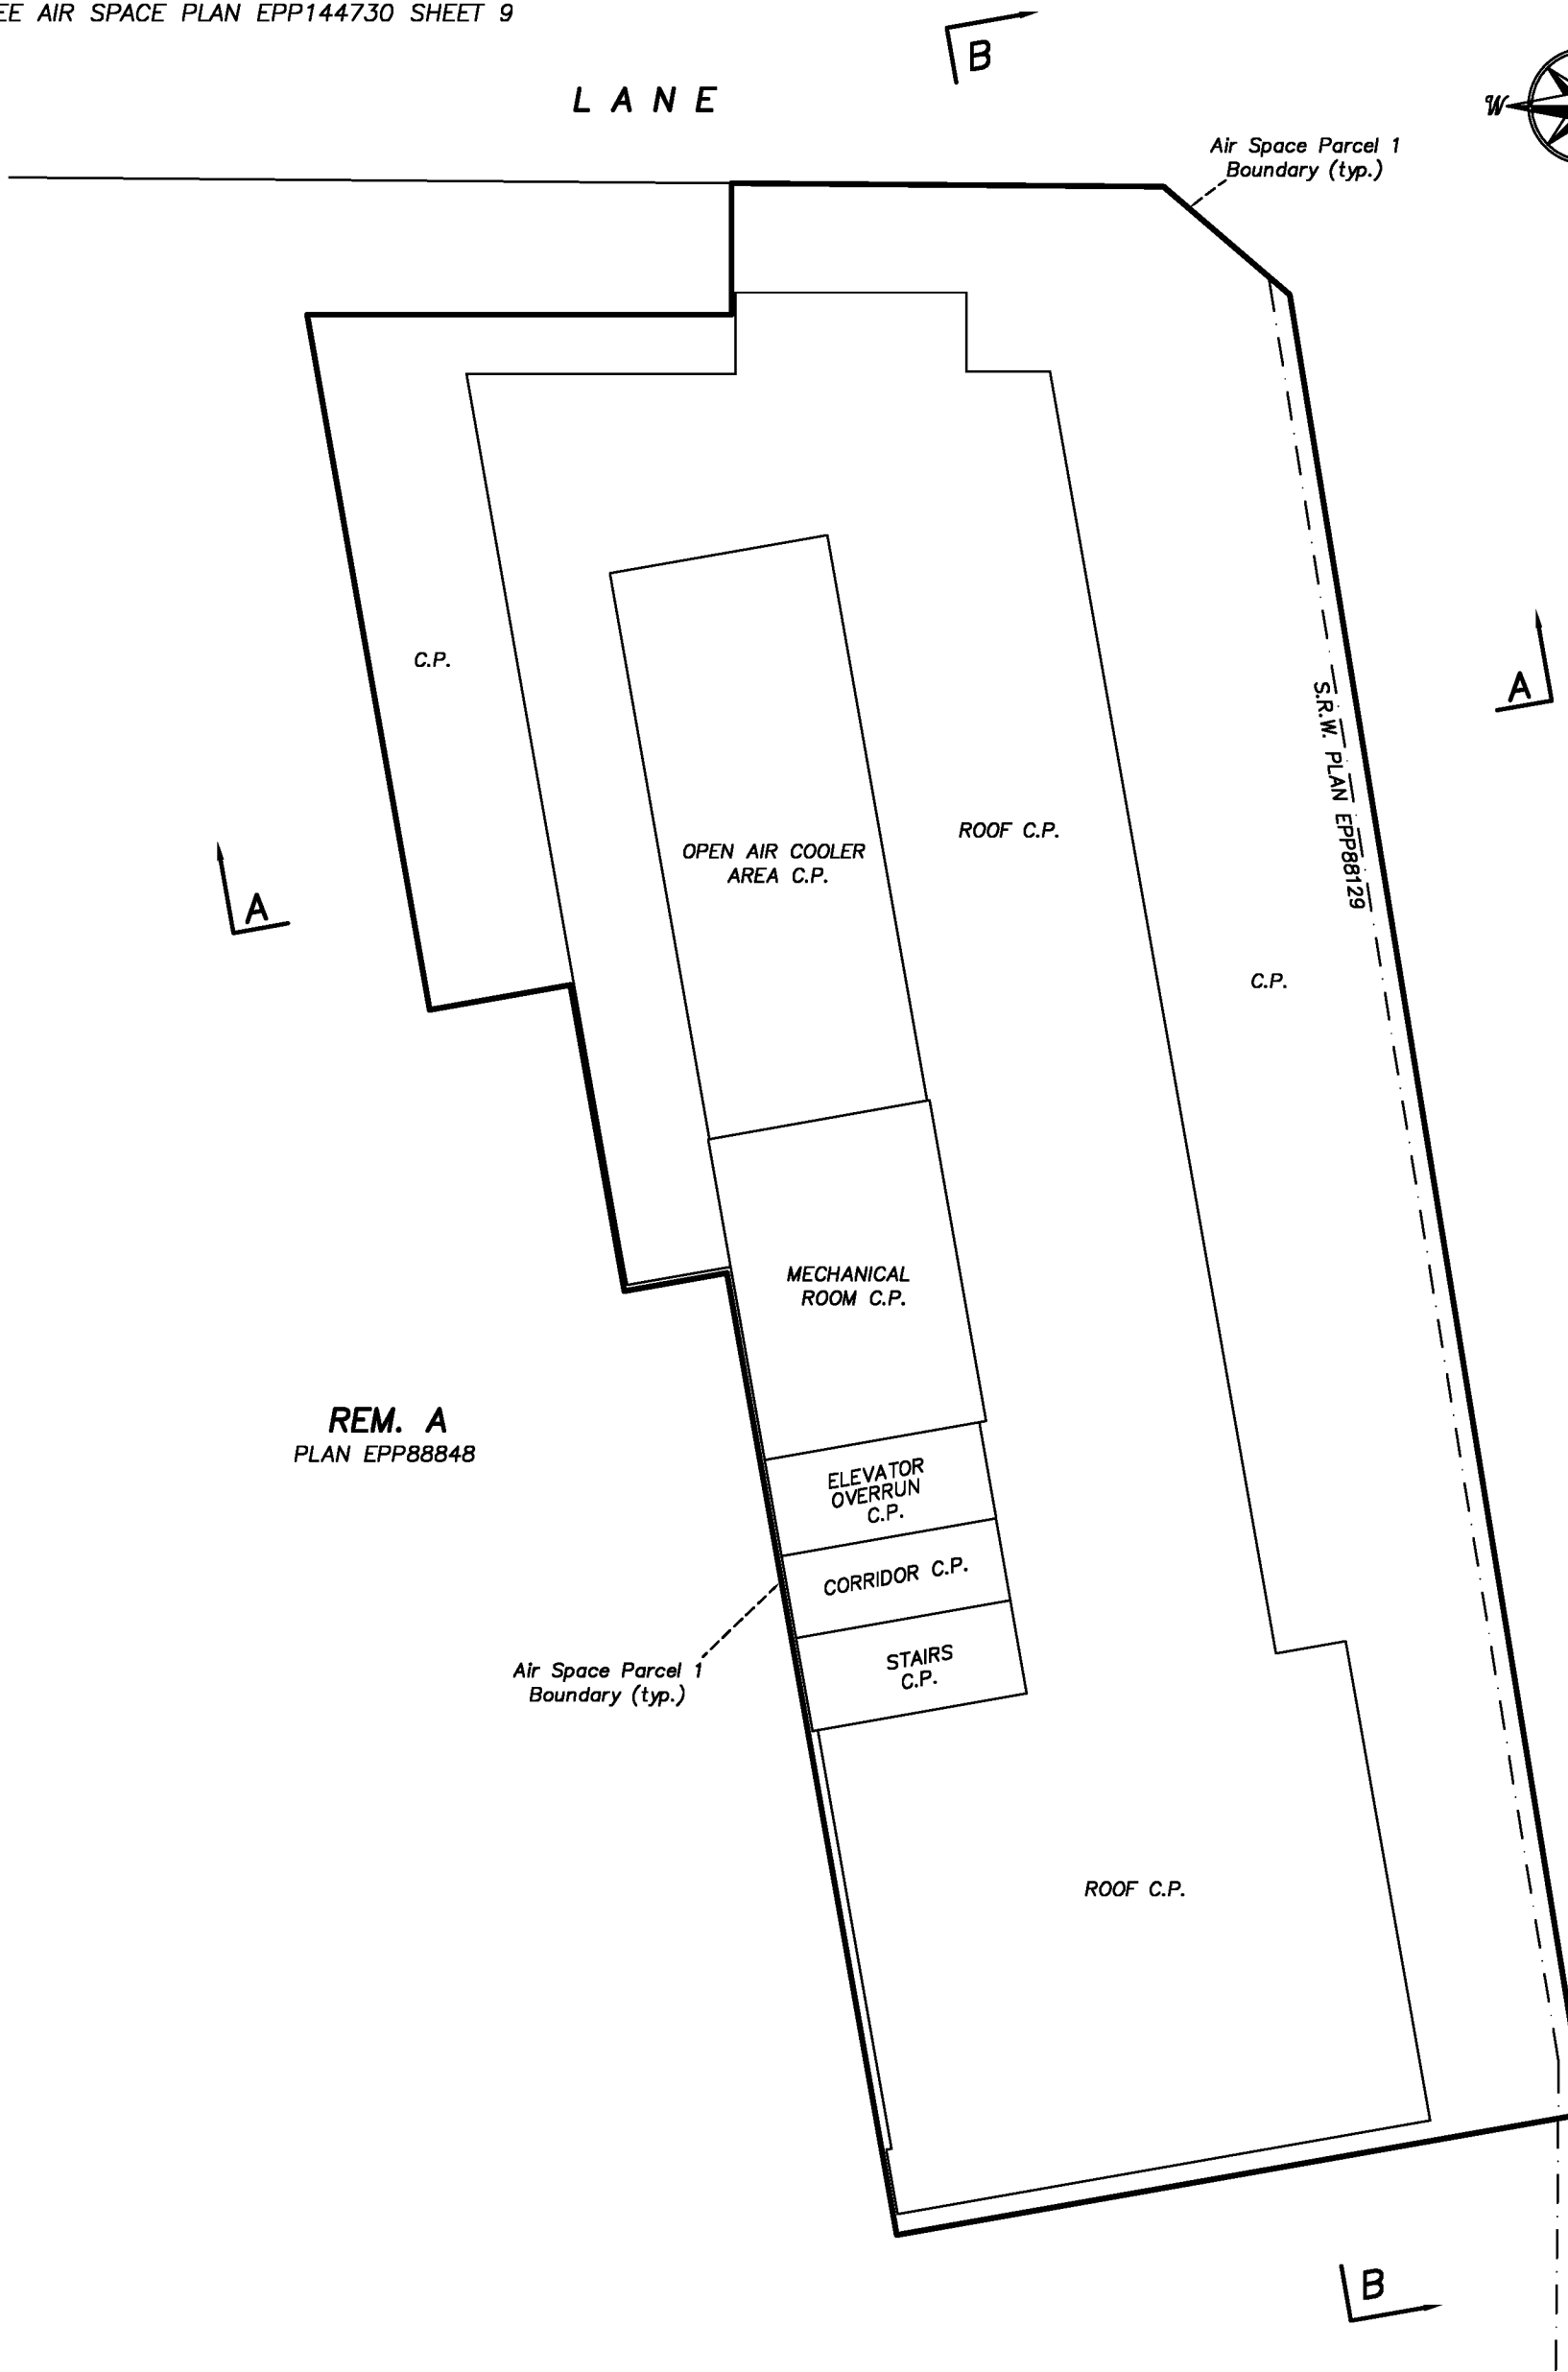 EE AIR SPACE PLAN EPP144730 SHEET 9
B
LANE
W
Air Space Parcel 1
Boundary (typ.)
C.P.
A
S.R.W. PLAN EPP88129
ROOF C.P.
OPEN AIR COOLER
AREA C.P.
A
C.P.
MECHANICAL
ROOM C.P.
REM. A
PLAN EPP88848
ELEVATOR
OVERRUN
C.P.
CORRIDOR C.P.
STAIRS
C.P.
Air Space Parcel 1
Boundary (typ.)
ROOF C.P.
B